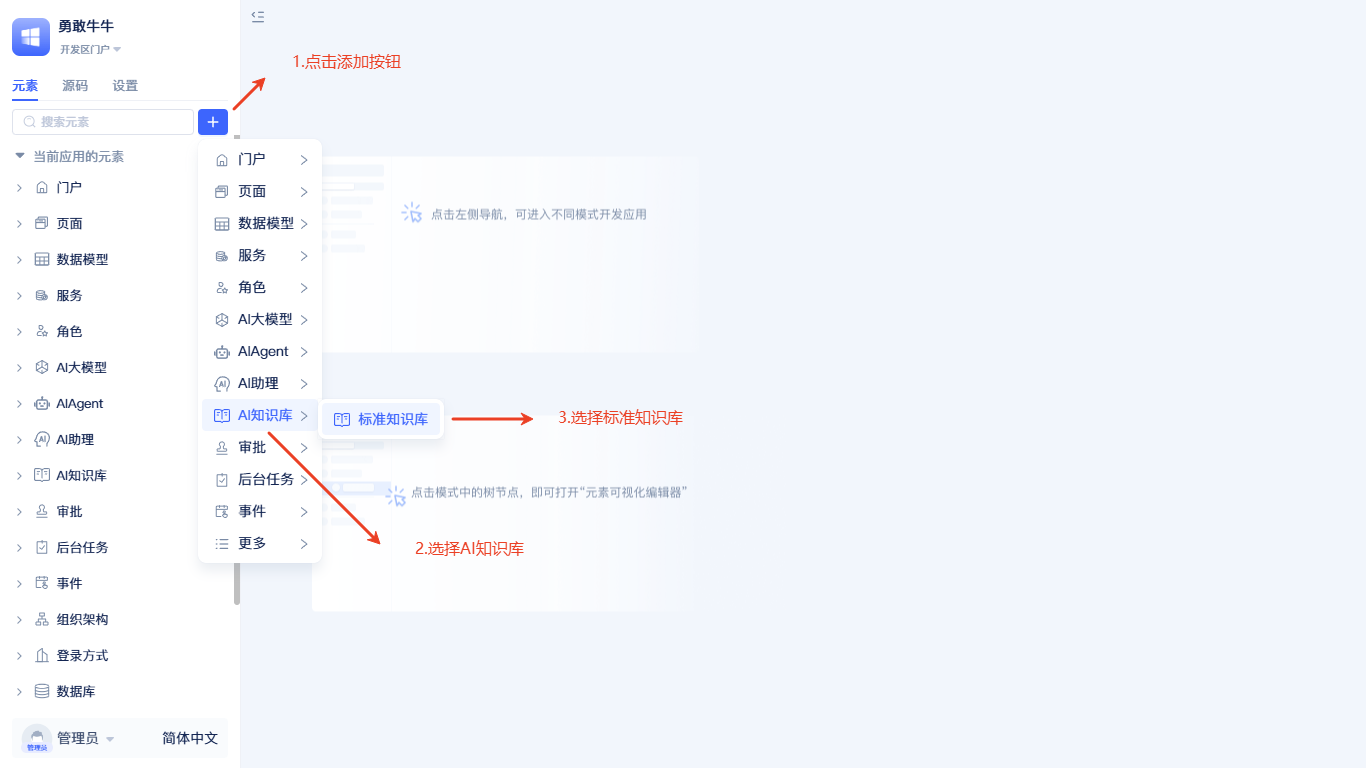 勇敢牛牛
开发区门户
元素 源码 设置
搜索元素
当前应用的元素
门户
页面
数据模型
服务
角色
AI大模型
AIAgent
AI助理
AI知识库
审批
后台任务
事件
组织架构
登录方式
数据库
管理员
管理员 简体中文
1.点击添加按钮
门户
页面
数据模型
服务
角色
AI大模型
AIAgent
AI助理
AI知识库
审批
后台任务
事件
更多
标准知识库
3.选择标准知识库
2.选择AI知识库
点击左侧导航，可进入不同模式开发应用
点击模式中的树节点，即可打开“元素可视化编辑器”